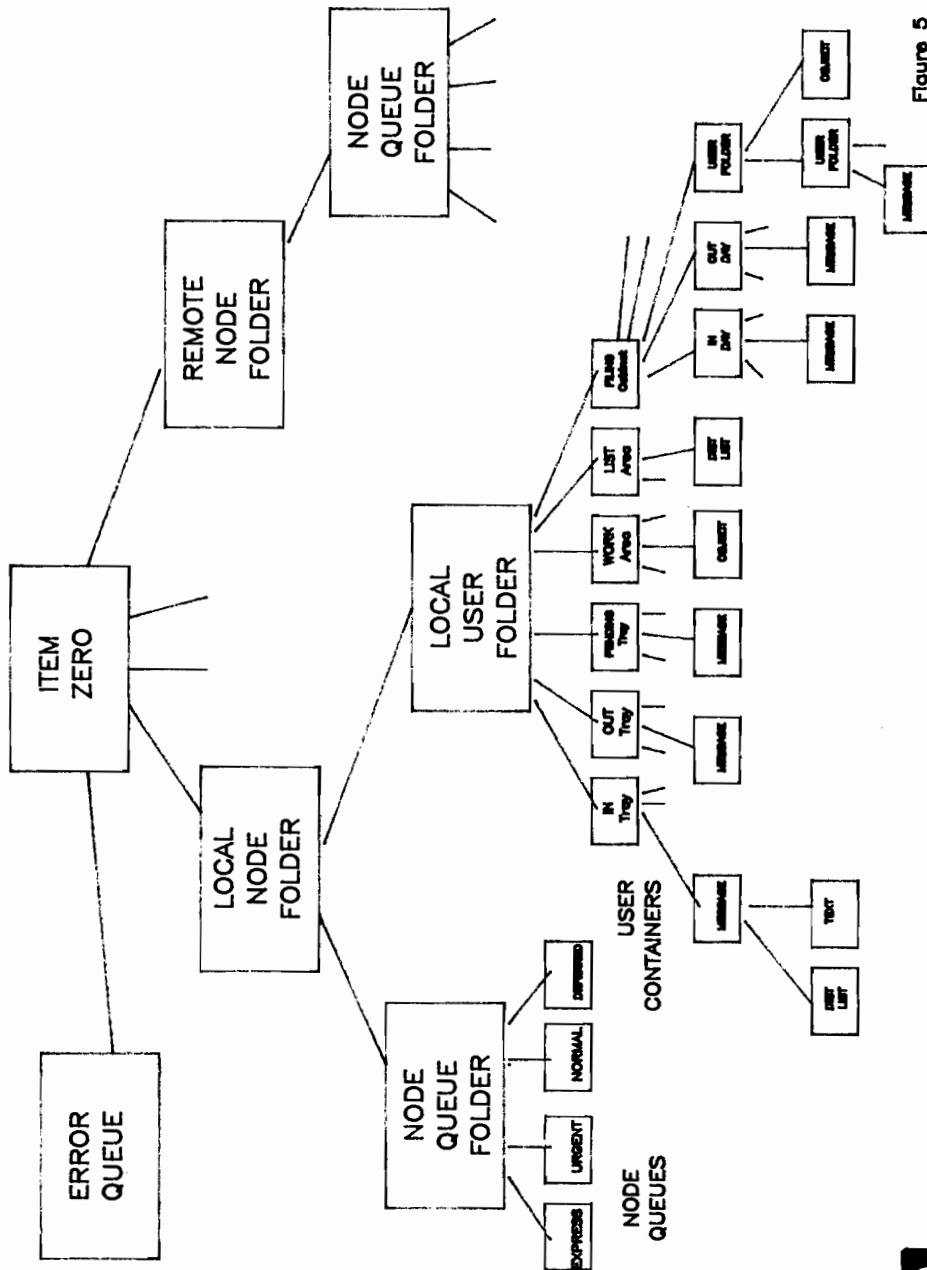 ITEM
ZERO
ERROR
QUEUE
LOCAL
NODE
FOLDER
REMOTE
NODE
FOLDER
NODE
QUEUE
FOLDER
LOCAL
USER
FOLDER
NODE
QUEUE
FOLDER
EXPRESS
URGENT
NORMAL
DEFERRED
NODE
QUEUES
USER
CONTAINERS
IN
Tray
OUT
Tray
PENDING
Tray
WORK
Area
LIST
Area
FILING
Cabinet
MESSAGE
MESSAGE
MESSAGE
OBJECT
DIST
LIST
IN
DAY
OUT
DAY
USER
FOLDER
DIST
LIST
TEXT
MESSAGE
MESSAGE
USER
FOLDER
OBJECT
MESSAGE
Figure 5